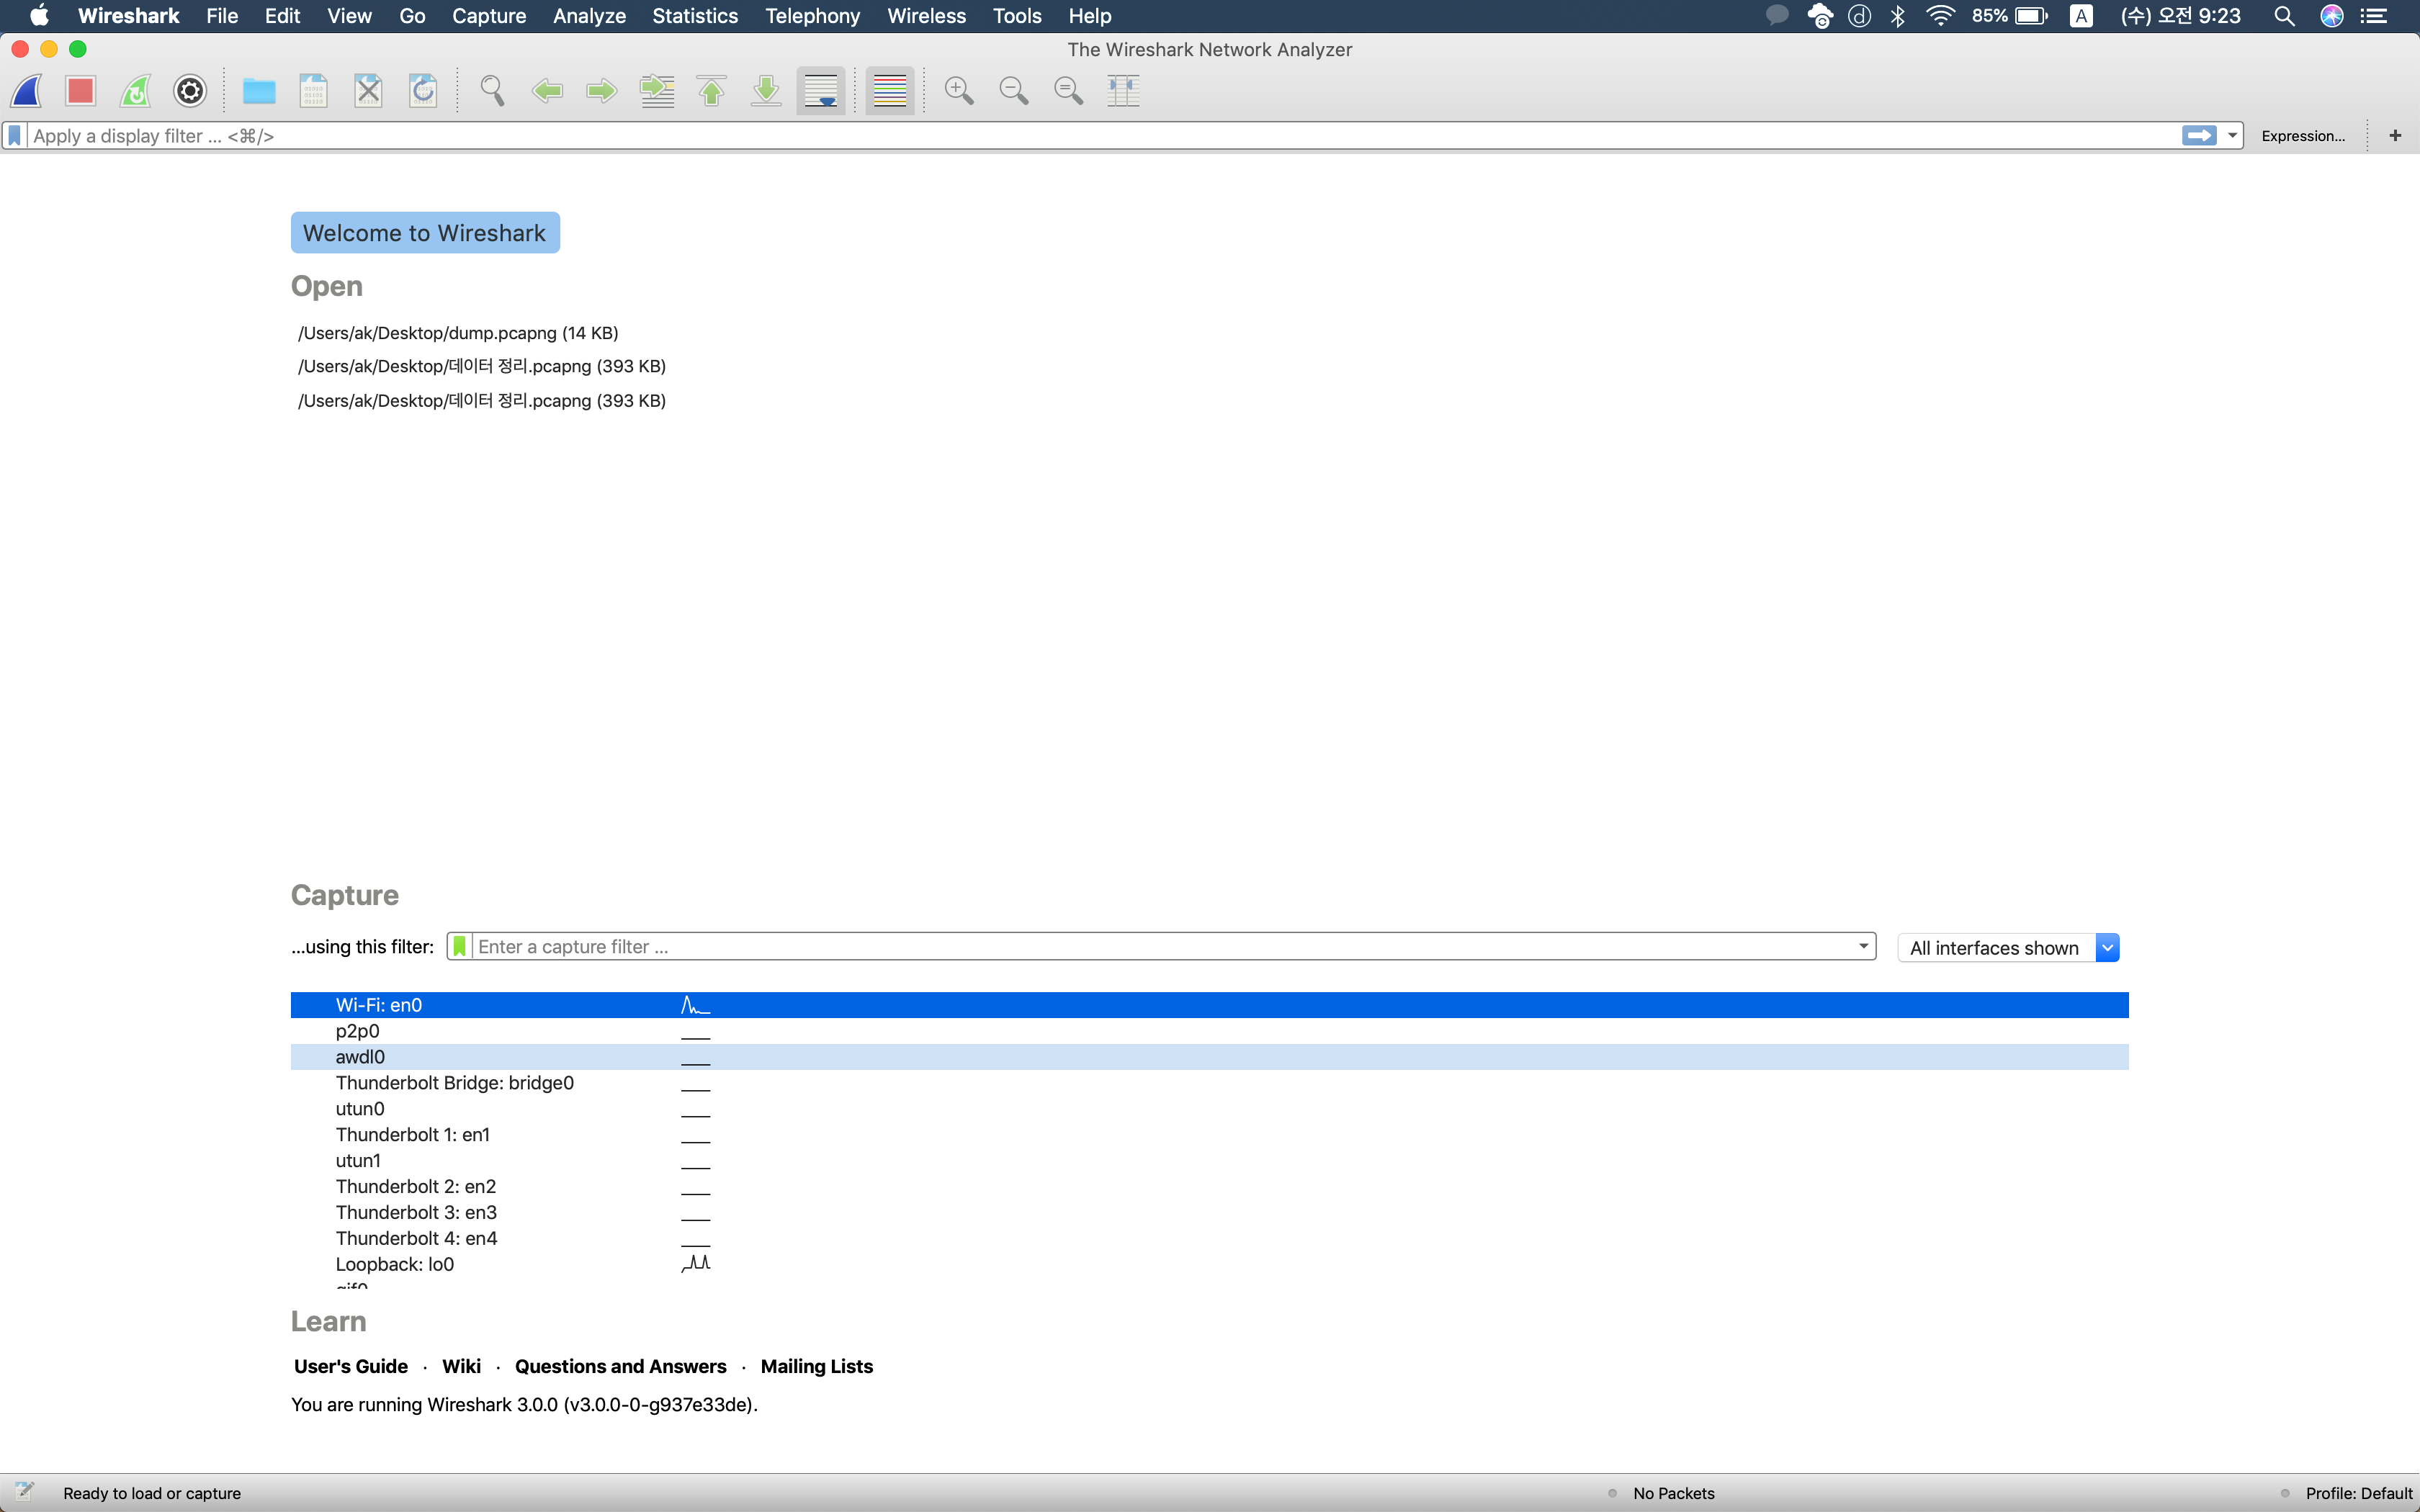 Wireshark File Edit View Go Capture Analyze Statistics Telephony Wireless Tools Help 85% A (수) 오전 9:23
The Wireshark Network Analyzer
Apply a display filter ... <⌘/> Expression... +
Welcome to Wireshark
Open
/Users/ak/Desktop/dump.pcapng (14 KB)
/Users/ak/Desktop/데이터 정리.pcapng (393 KB)
/Users/ak/Desktop/데이터 정리.pcapng (393 KB)
Capture
...using this filter: Enter a capture filter ... All interfaces shown
Wi-Fi: en0
p2p0
awdl0
Thunderbolt Bridge: bridge0
utun0
Thunderbolt 1: en1
utun1
Thunderbolt 2: en2
Thunderbolt 3: en3
Thunderbolt 4: en4
Loopback: lo0
Learn
User's Guide · Wiki · Questions and Answers · Mailing Lists
You are running Wireshark 3.0.0 (v3.0.0-0-g937e33de).
Ready to load or capture No Packets Profile: Default